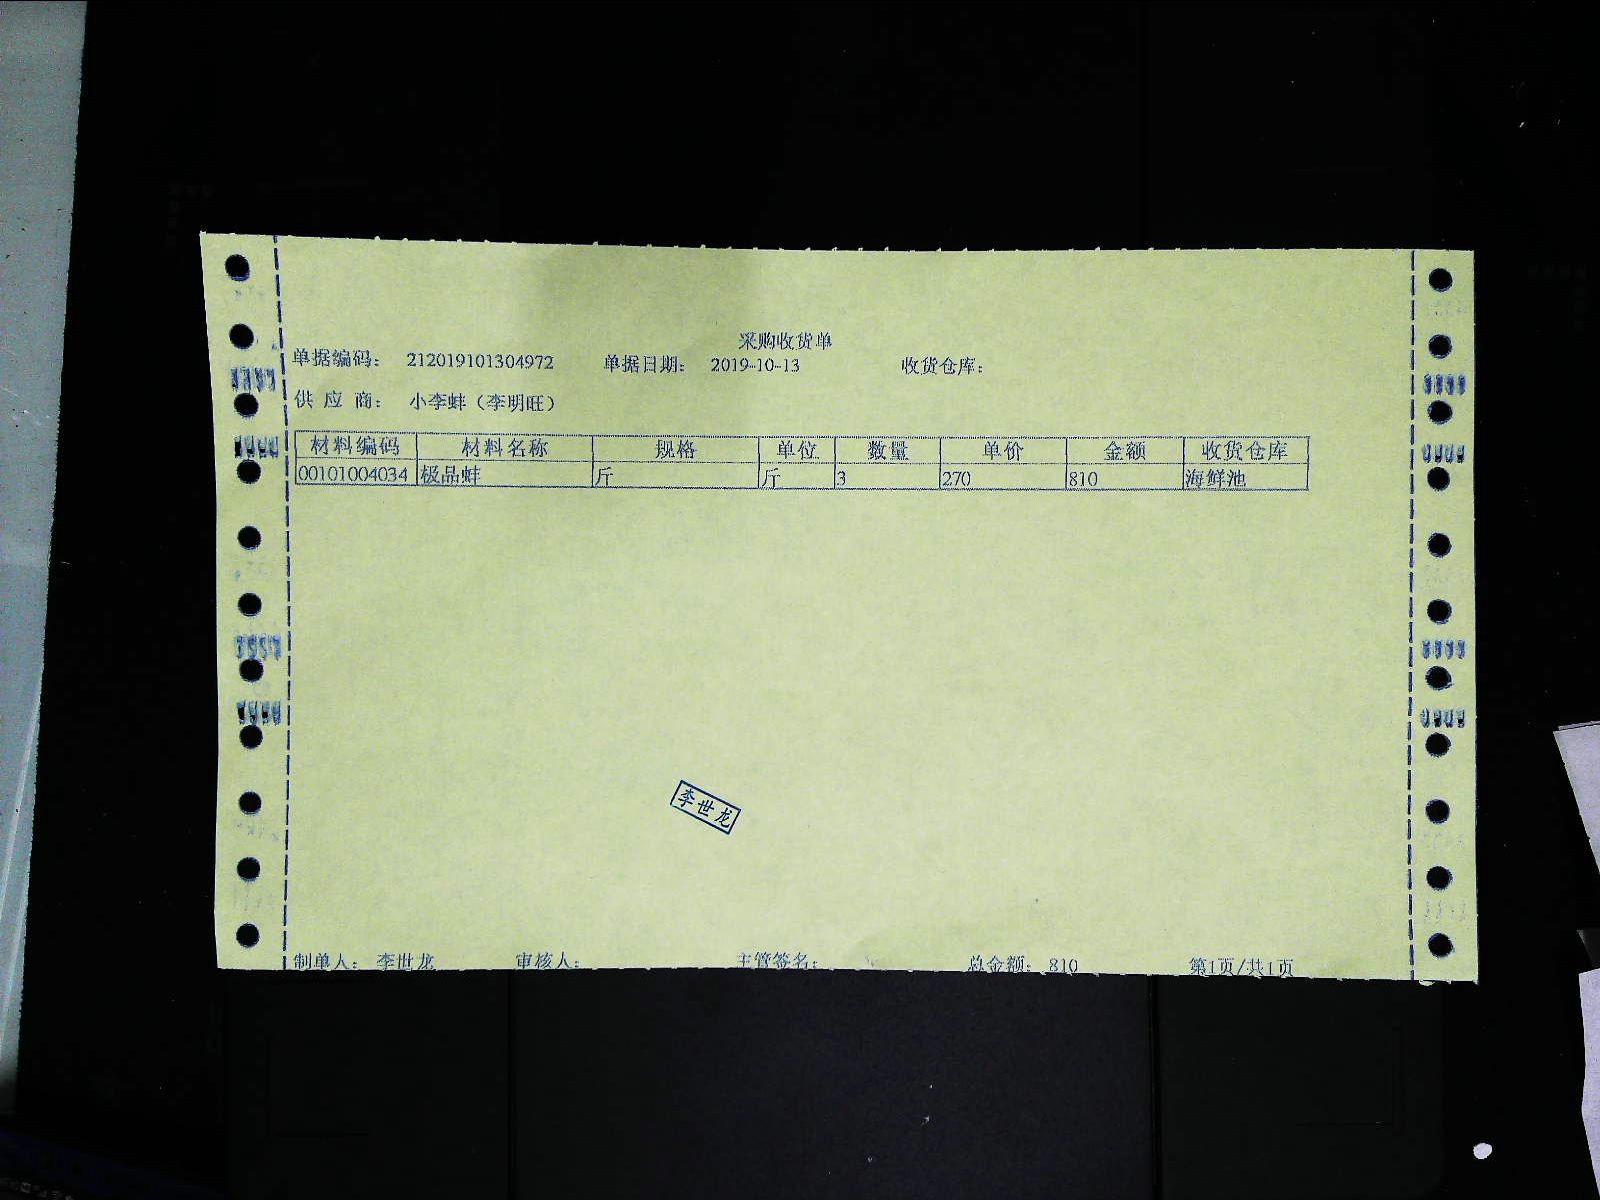 采购收货单
单据编码： 212019101304972 单据日期： 2019-10-13 收货仓库：
供 应 商： 小李蚌（李明旺）
材料编码 材料名称 规格 单位 数量 单价 金额 收货仓库
00101004034 极品蚌 斤 斤 3 270 810 海鲜池
李世龙
制单人： 李世龙 审核人： 主管签名： 总金额： 810 第1页/共1页